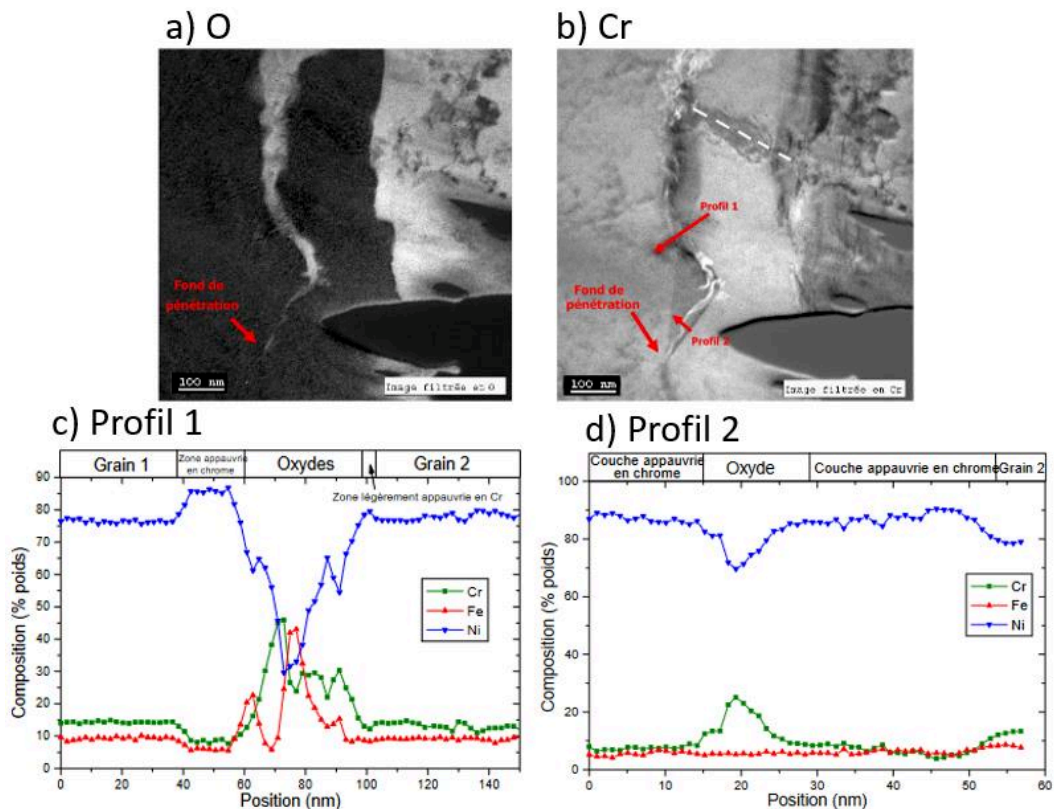 a) O
b) Cr
Fond de
pénétration
100 nm
Image filtrée en O
Profil 1
Fond de
pénétration
Profil 2
100 nm
Image filtrée en Cr
c) Profil 1
Grain 1
Zone appauvrie
en chrome
Oxydes
Grain 2
Zone légèrement appauvrie en Cr
Composition (% poids)
90
80
70
60
50
40
30
20
10
0
Cr
Fe
Ni
0 20 40 60 80 100 120 140
Position (nm)
d) Profil 2
Couche appauvrie
en chrome
Oxyde
Couche appauvrie en chrome
Grain 2
Composition (% poids)
100
80
60
40
20
0
Cr
Fe
Ni
0 10 20 30 40 50 60
Position (nm)